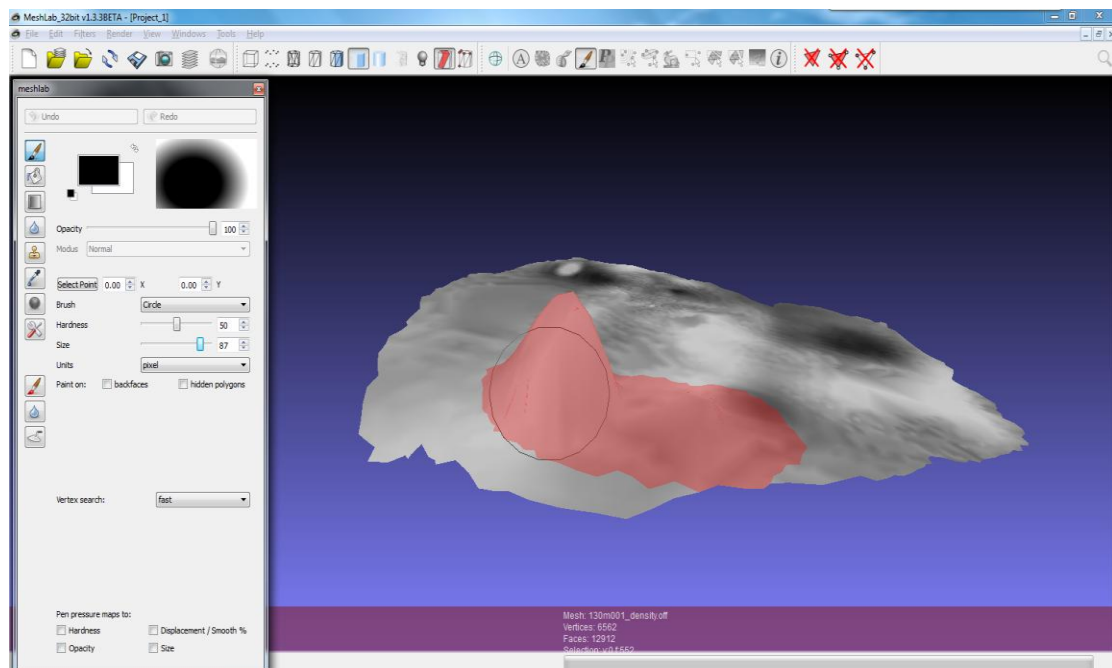 MeshLab_32bit v1.3.3BETA - [Project_1]
File Edit Filters Render View Windows Tools Help
meshlab
Undo Redo
Opacity 100
Modus Normal
Select Point 0.00 X 0.00 Y
Brush Circle
Hardness 50
Size 87
Units pixel
Paint on: backfaces hidden polygons
Vertex search: fast
Pen pressure maps to:
Hardness Displacement / Smooth %
Opacity Size
Mesh: 130m001_density.off
Vertices: 6562
Faces: 12912
Selection: v:0 f:552